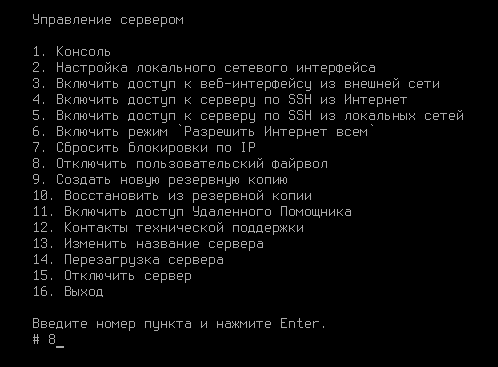 Управление сервером
1. Консоль
2. Настройка локального сетевого интерфейса
3. Включить доступ к веб-интерфейсу из внешней сети
4. Включить доступ к серверу по SSH из Интернет
5. Включить доступ к серверу по SSH из локальных сетей
6. Включить режим `Разрешить Интернет всем`
7. Сбросить блокировки по IP
8. Отключить пользовательский файрвол
9. Создать новую резервную копию
10. Восстановить из резервной копии
11. Включить доступ Удаленного Помощника
12. Контакты технической поддержки
13. Изменить название сервера
14. Перезагрузка сервера
15. Отключить сервер
16. Выход
Введите номер пункта и нажмите Enter.
# 8_